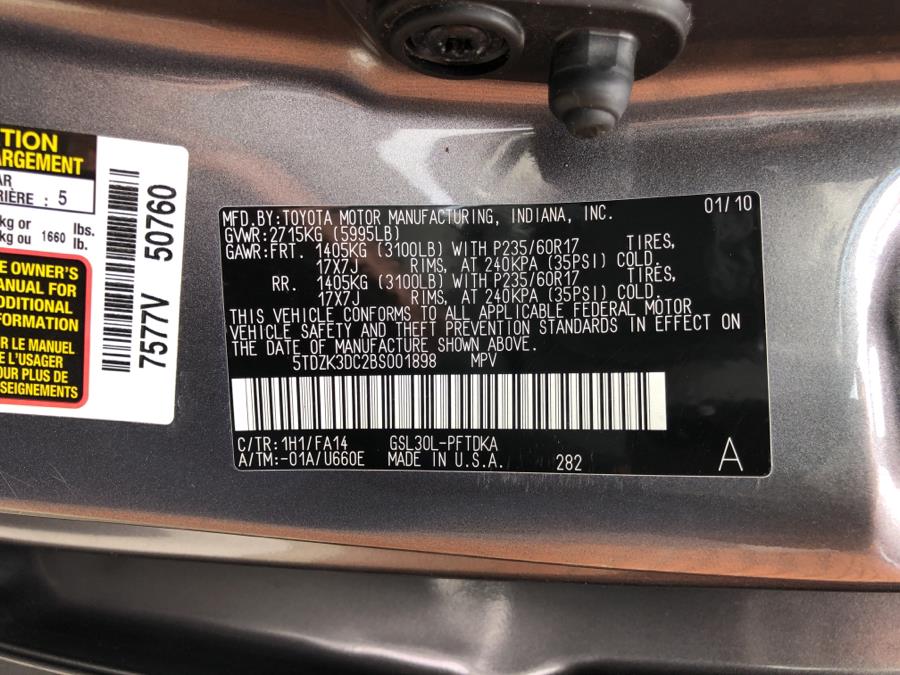 TION
ARGEMENT
AR
RIÈRE : 5
kg or lbs.
kg ou 1660 lb.
E OWNER'S
MANUAL FOR
ADDITIONAL
INFORMATION
R LE MANUEL
E L'USAGER
POUR PLUS DE
SEIGNEMENTS
7577V 50760
MFD.BY:TOYOTA MOTOR MANUFACTURING, INDIANA, INC. 01/10
GVWR:2715KG (5995LB)
GAWR:FRT. 1405KG (3100LB) WITH P235/60R17 TIRES,
17X7J RIMS, AT 240KPA (35PSI) COLD.
RR. 1405KG (3100LB) WITH P235/60R17 TIRES,
17X7J RIMS, AT 240KPA (35PSI) COLD.
THIS VEHICLE CONFORMS TO ALL APPLICABLE FEDERAL MOTOR
VEHICLE SAFETY AND THEFT PREVENTION STANDARDS IN EFFECT ON
THE DATE OF MANUFACTURE SHOWN ABOVE.
5TDZK3DC2BS001898 MPV
C/TR:1H1/FA14 GSL30L-PFTDKA
A/TM:-01A/U660E MADE IN U.S.A. 282 A